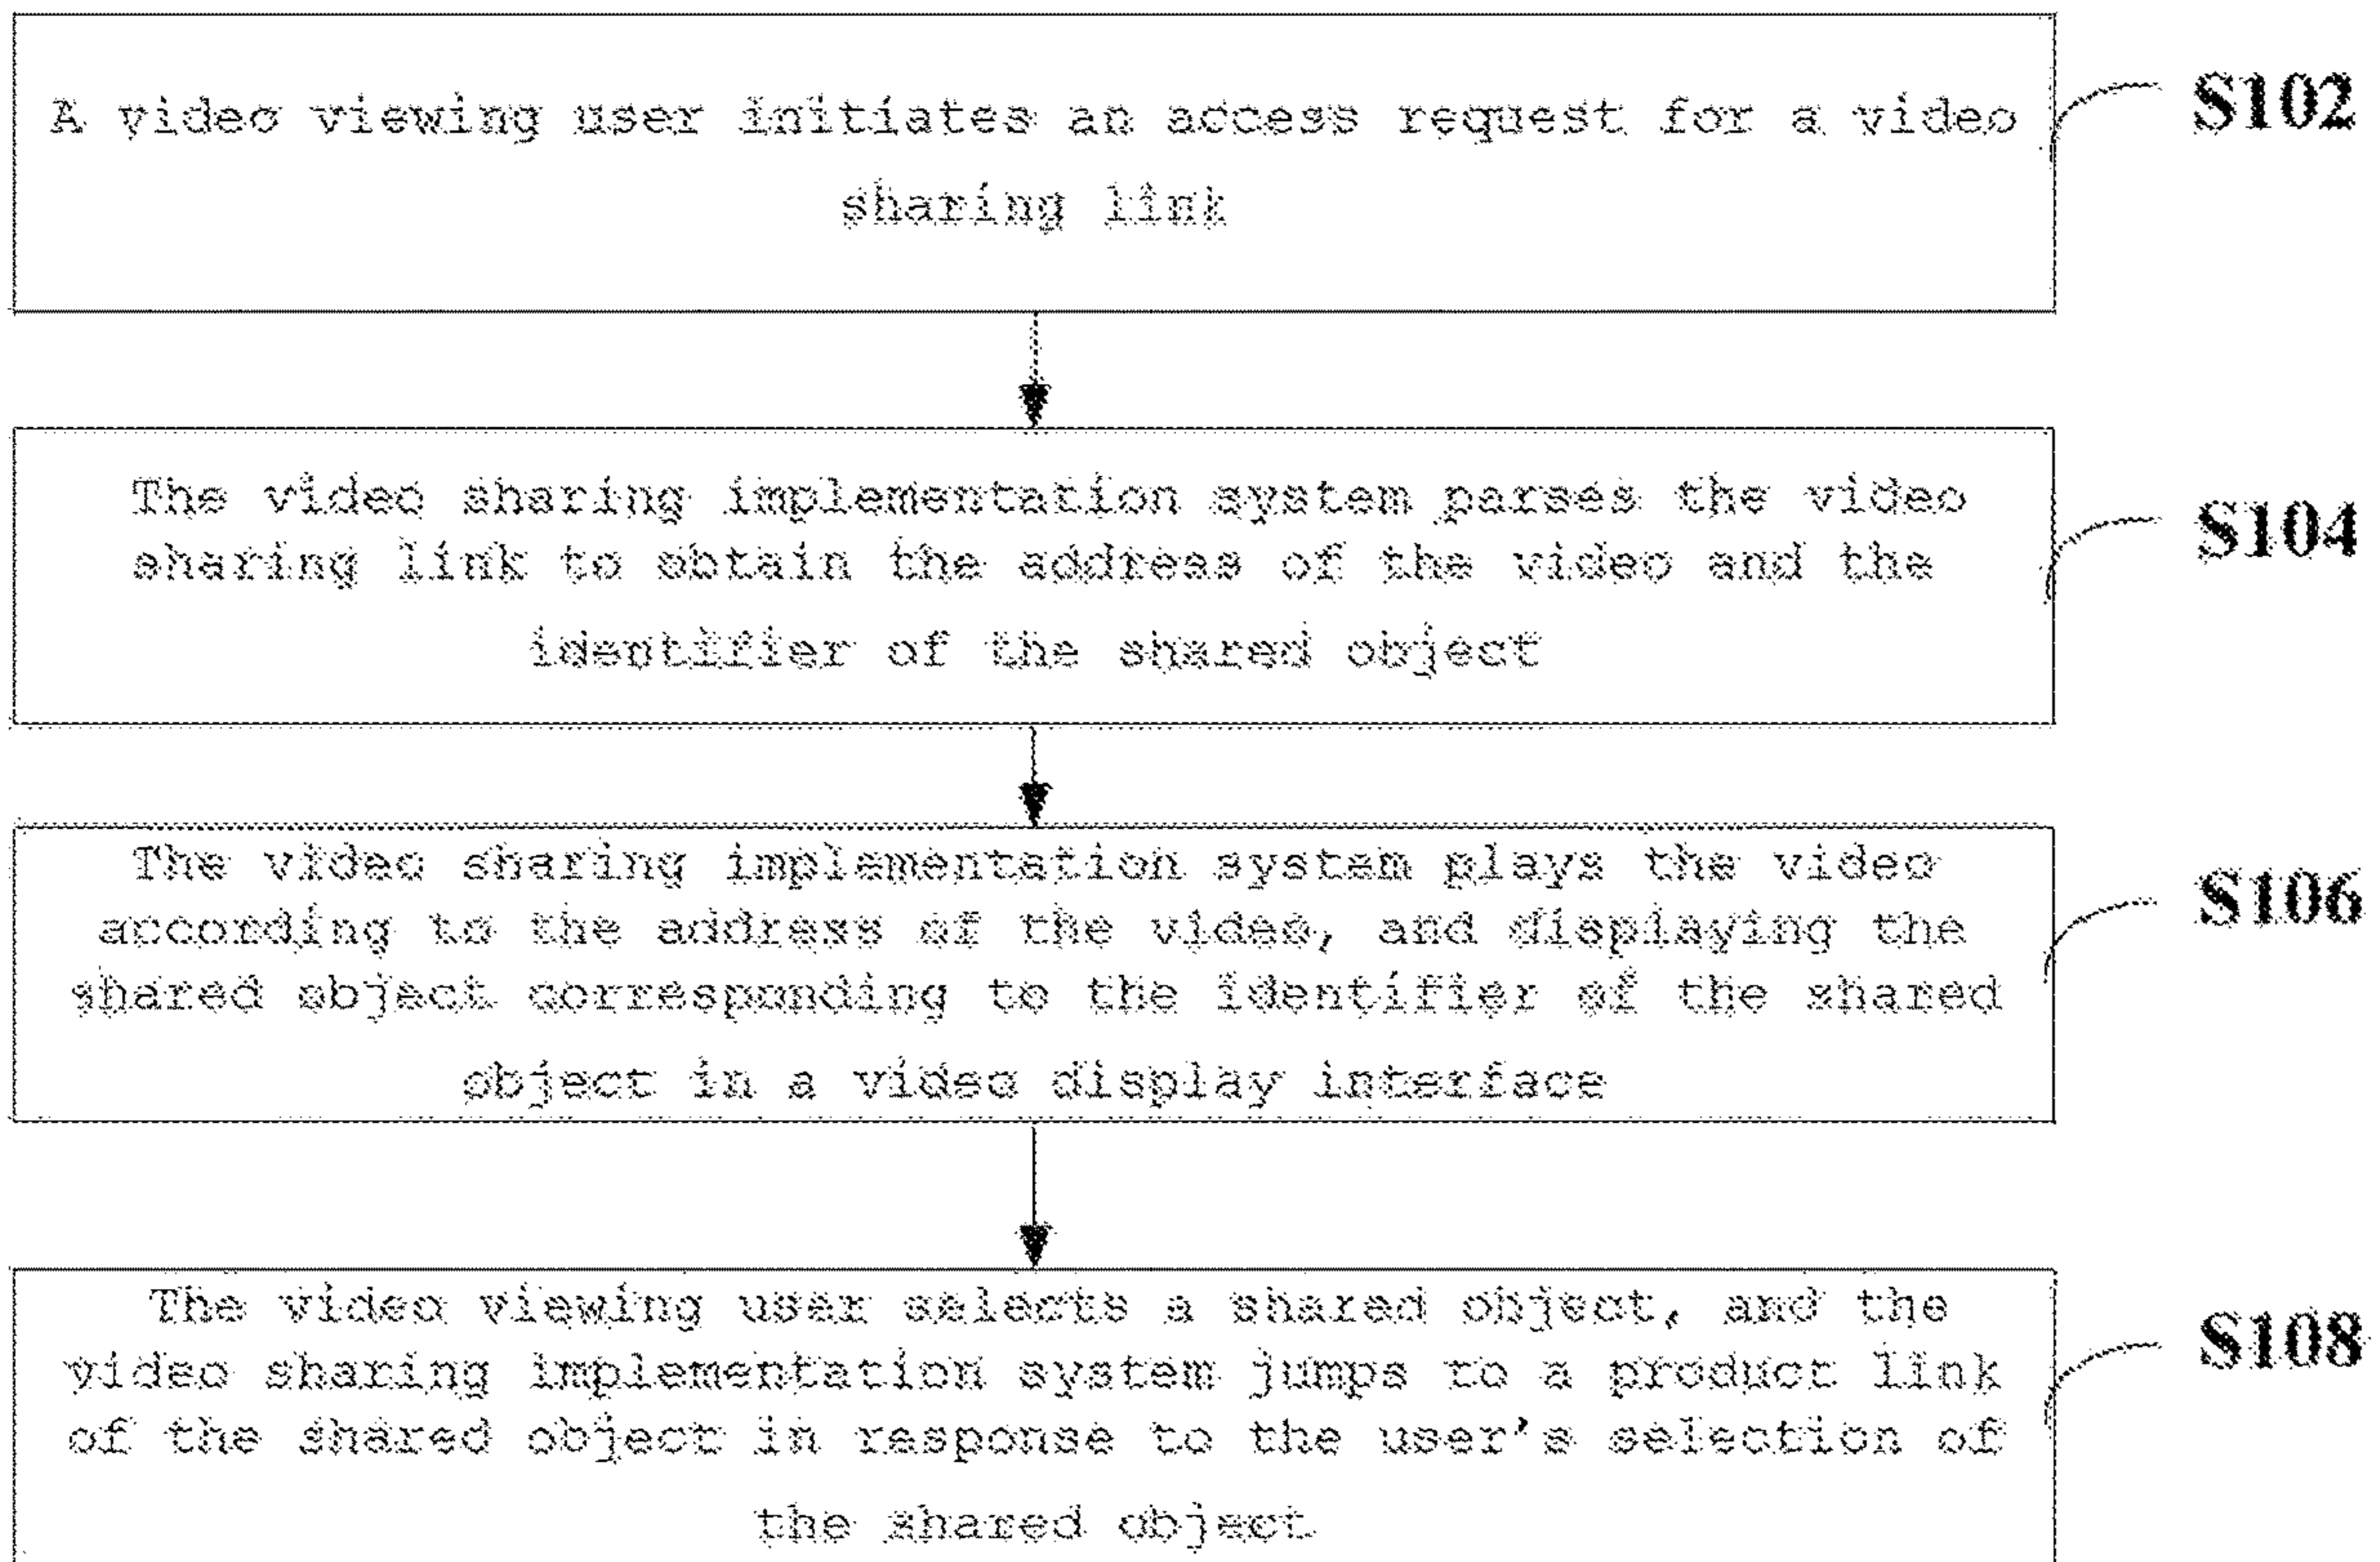 A video viewing user initiates an access request for a video
sharing link
S102
The video sharing implementation system parses the video
sharing link to obtain the address of the video and the
identifier of the shared object
S104
The video sharing implementation system plays the video
according to the address of the video, and displaying the
shared object corresponding to the identifier of the shared
object in a video display interface
S106
The video viewing user selects a shared object, and the
video sharing implementation system jumps to a product link
of the shared object in response to the user's selection of
the shared object
S108